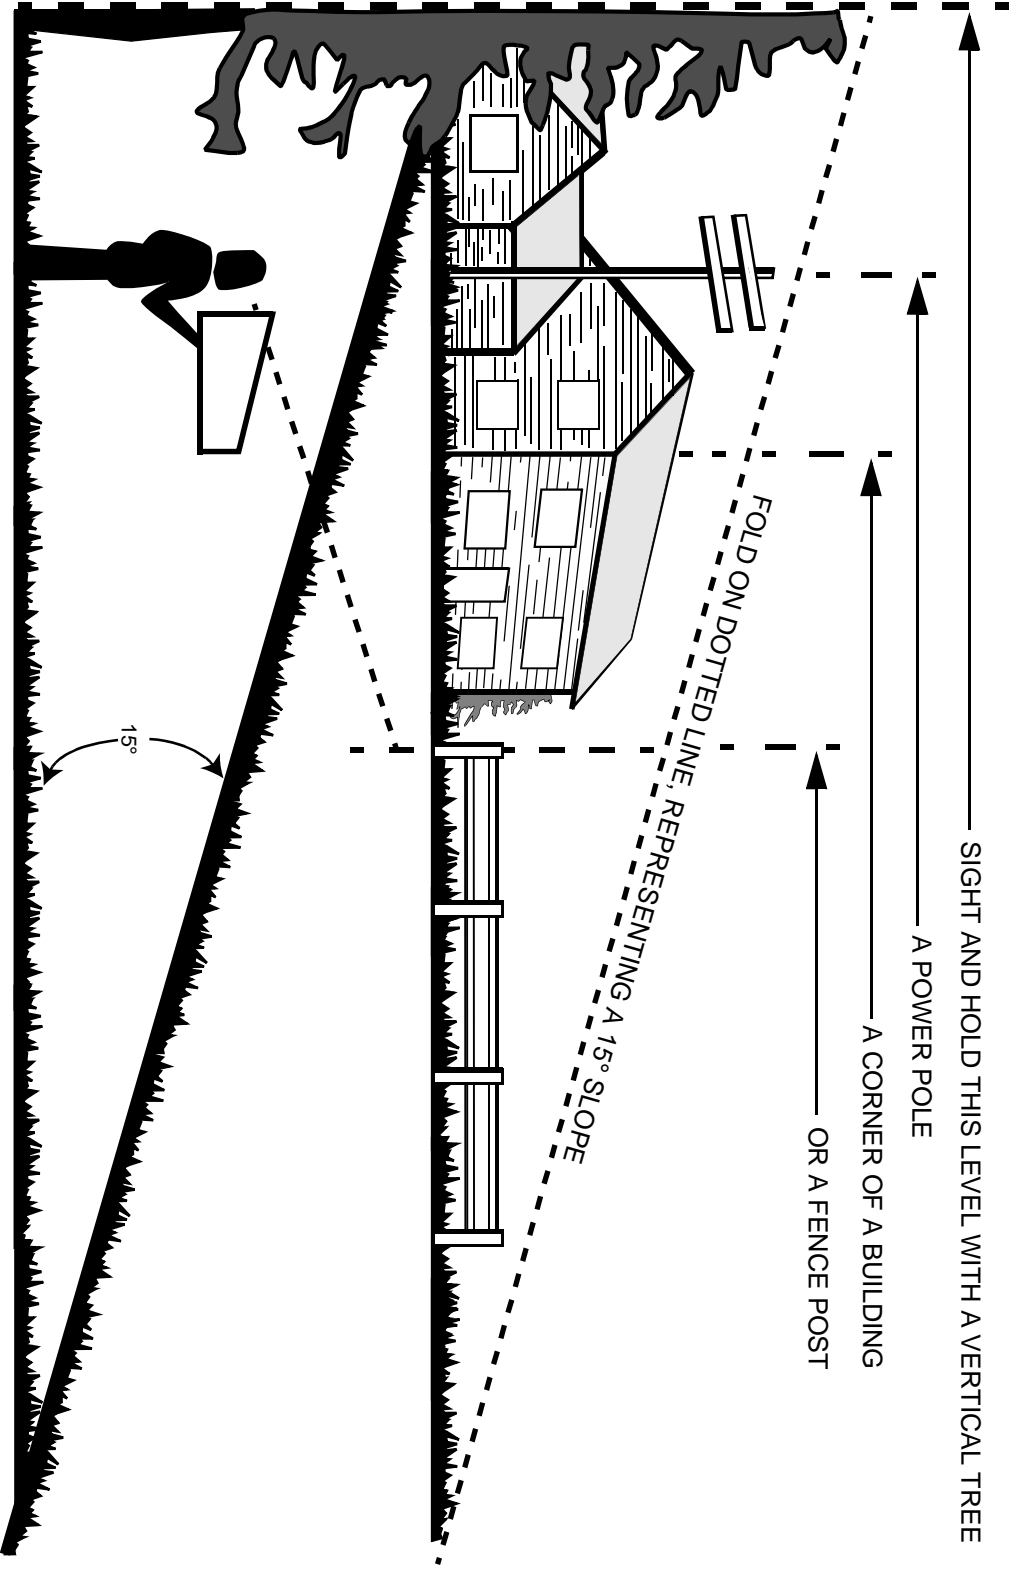 SIGHT AND HOLD THIS LEVEL WITH A VERTICAL TREE
A POWER POLE
A CORNER OF A BUILDING
OR A FENCE POST
FOLD ON DOTTED LINE, REPRESENTING A 15° SLOPE
15°